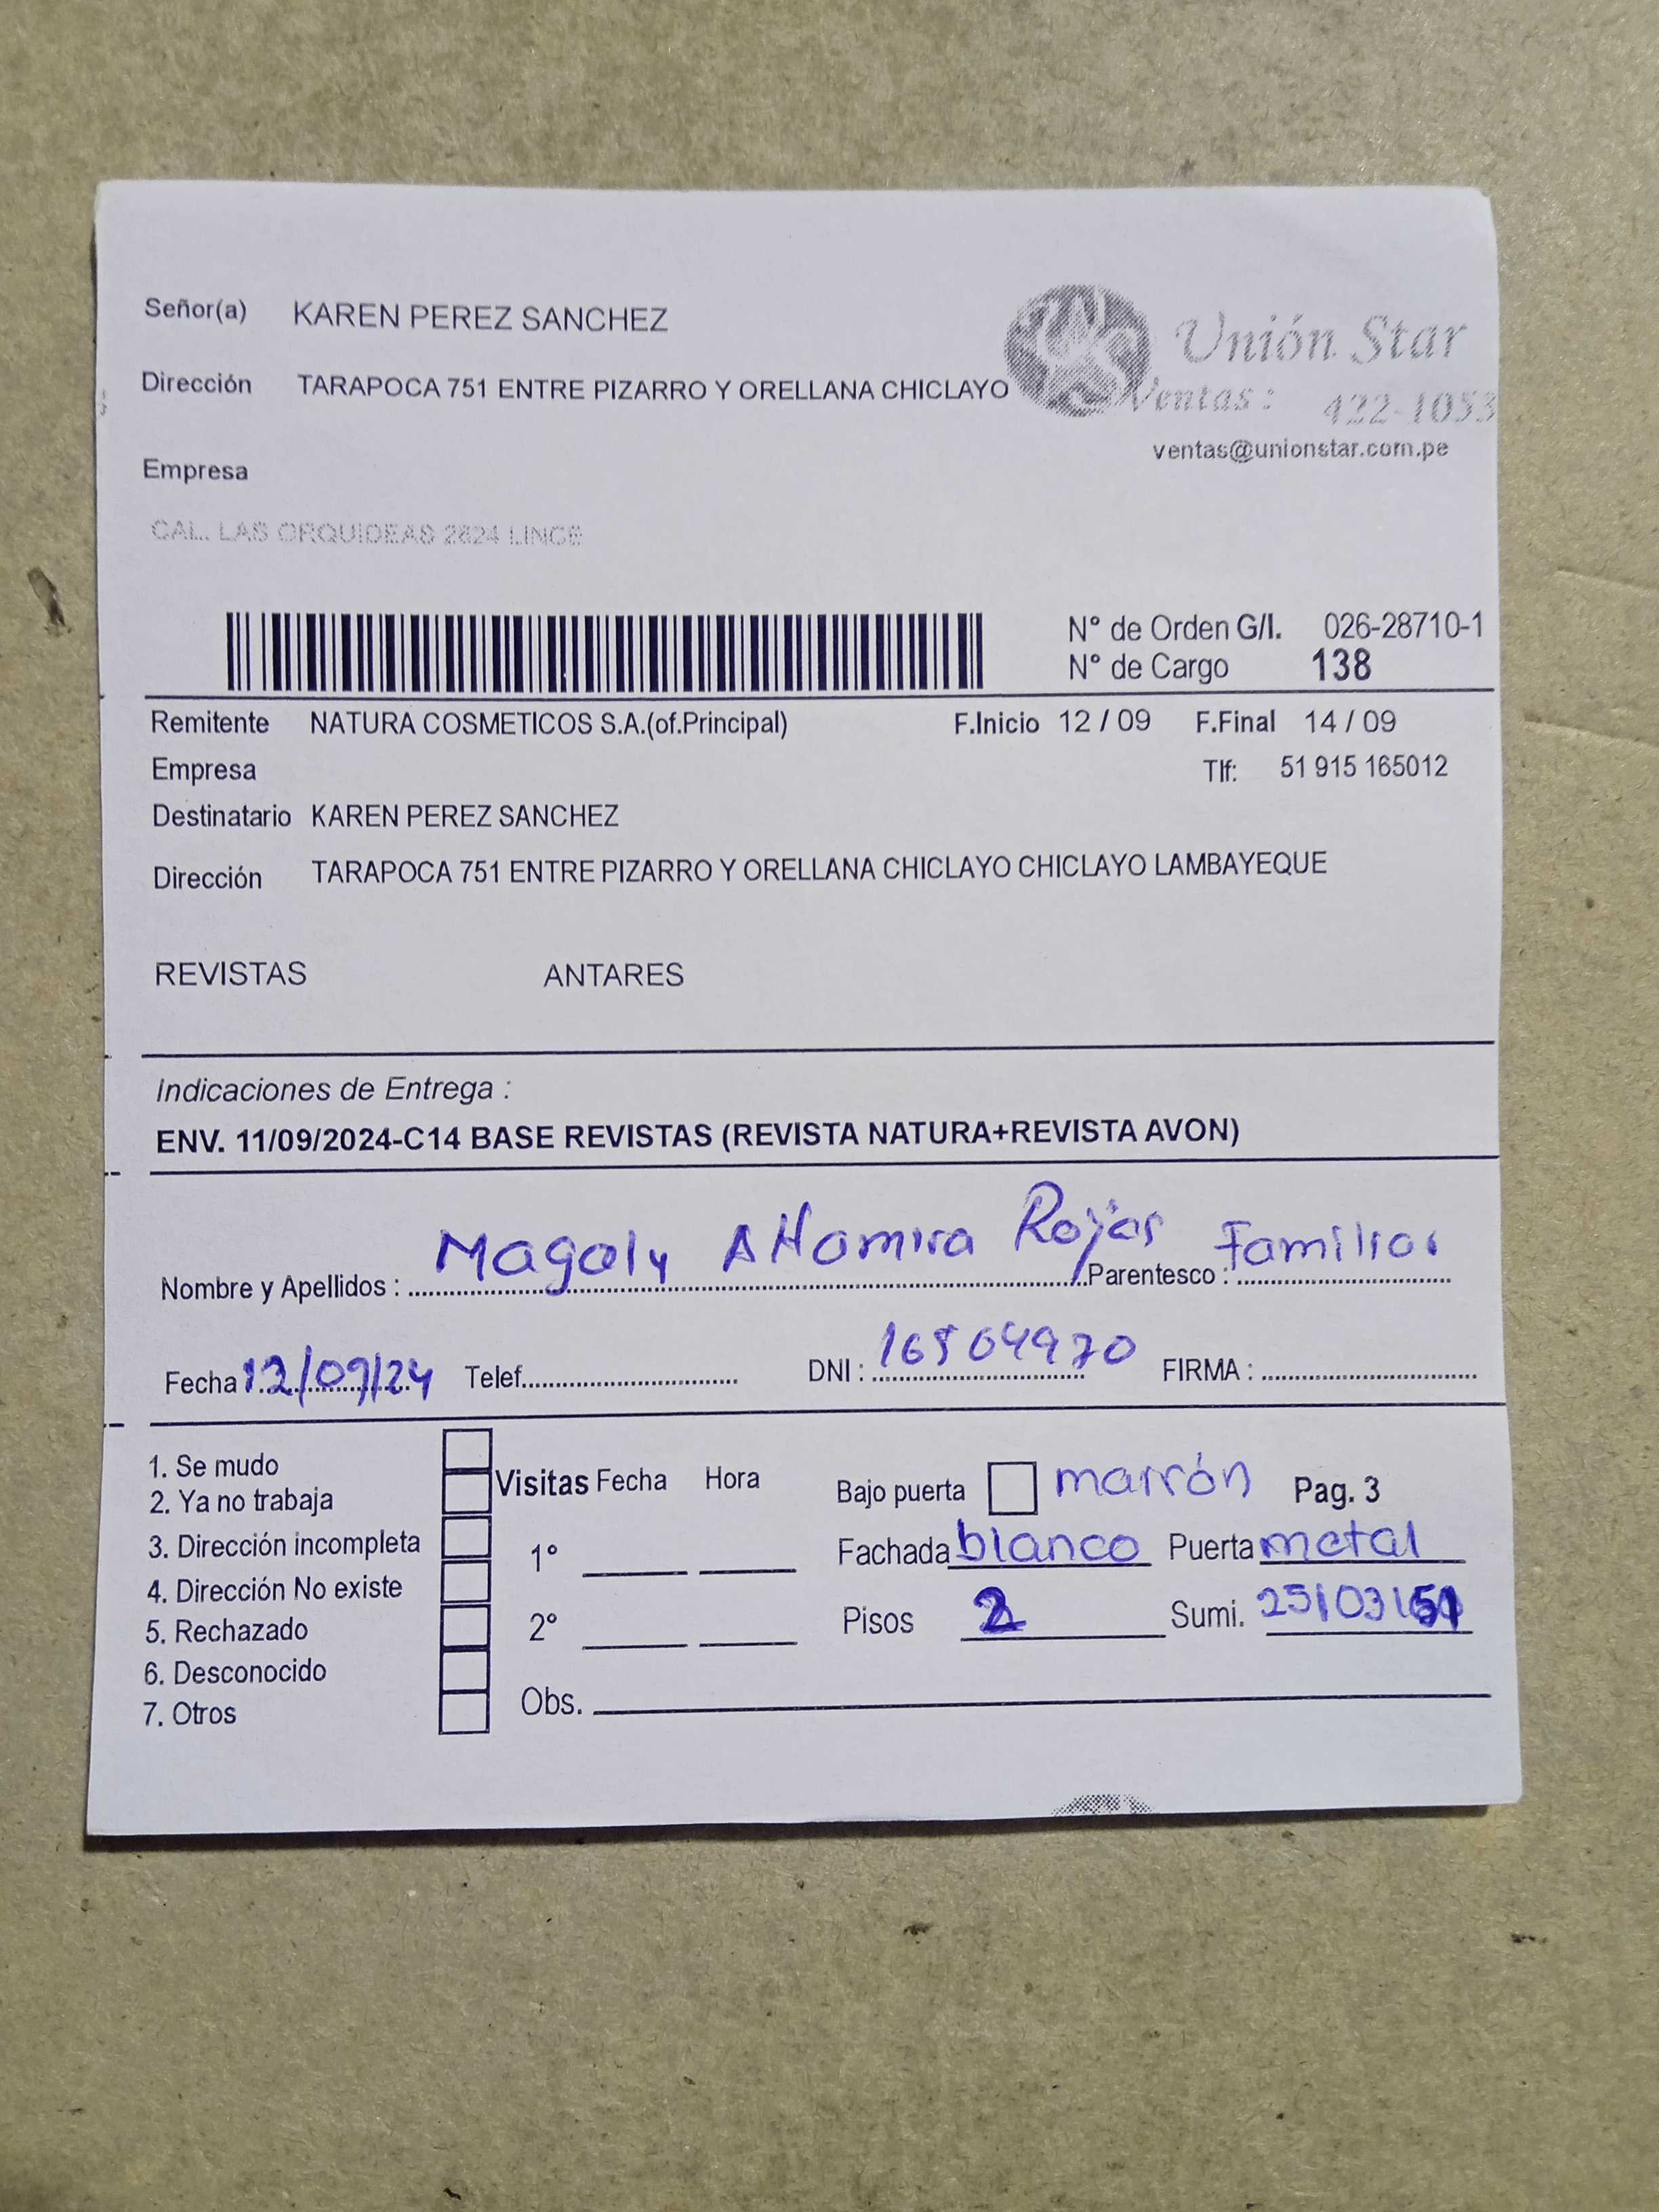 Señor(a) KAREN PEREZ SANCHEZ
Unión Star
Dirección TARAPOCA 751 ENTRE PIZARRO Y ORELLANA CHICLAYO
Ventas: 422-1053
ventas@unionstar.com.pe
Empresa
CAL. LAS ORQUIDEAS 2624 LINCE
N° de Orden G/I. 026-28710-1
N° de Cargo 138
Remitente NATURA COSMETICOS S.A.(of.Principal) F.Inicio 12 / 09 F.Final 14 / 09
Empresa Tlf: 51 915 165012
Destinatario KAREN PEREZ SANCHEZ
Dirección TARAPOCA 751 ENTRE PIZARRO Y ORELLANA CHICLAYO CHICLAYO LAMBAYEQUE
REVISTAS ANTARES
Indicaciones de Entrega :
ENV. 11/09/2024-C14 BASE REVISTAS (REVISTA NATURA+REVISTA AVON)
Nombre y Apellidos : Magaly Altamira Rojas Parentesco : Familiar
Fecha 12/09/24 Telef. DNI : 16504970 FIRMA :
1. Se mudo
2. Ya no trabaja
3. Dirección incompleta
4. Dirección No existe
5. Rechazado
6. Desconocido
7. Otros
Visitas Fecha Hora
1°
2°
Obs.
Bajo puerta marrón Pag. 3
Fachada blanco Puerta metal
Pisos 2 Sumi.